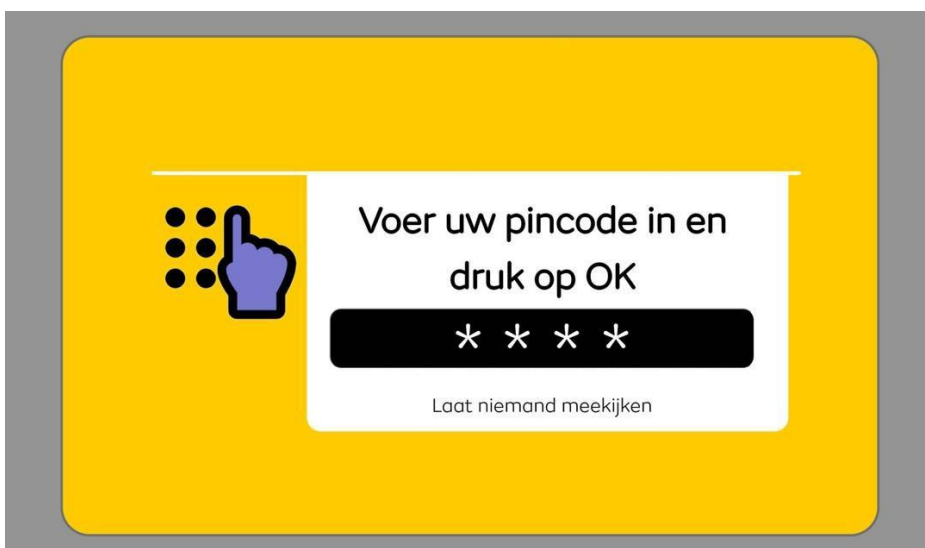 Voer uw pincode in en
druk op OK
* * * *
Laat niemand meekijken